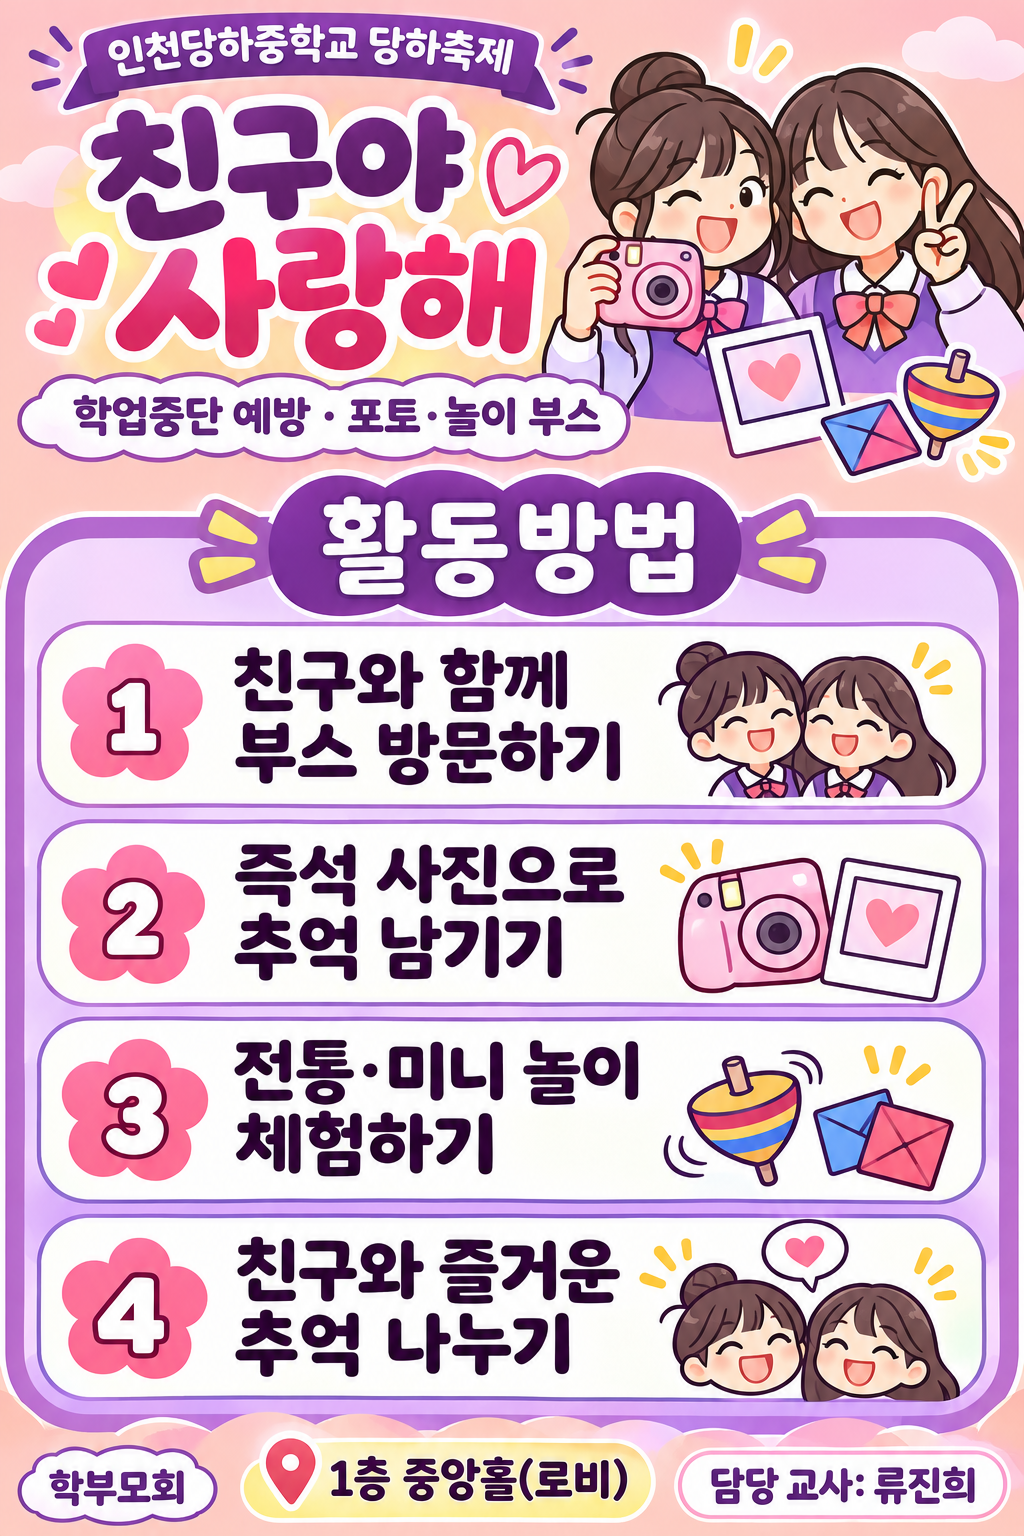 인천당하중학교 당하축제
친구야
사랑해
학업중단 예방 · 포토·놀이 부스
활동방법
1
친구와 함께
부스 방문하기
2
즉석 사진으로
추억 남기기
3
전통·미니 놀이
체험하기
4
친구와 즐거운
추억 나누기
학부모회
1층 중앙홀(로비)
담당 교사: 류진희